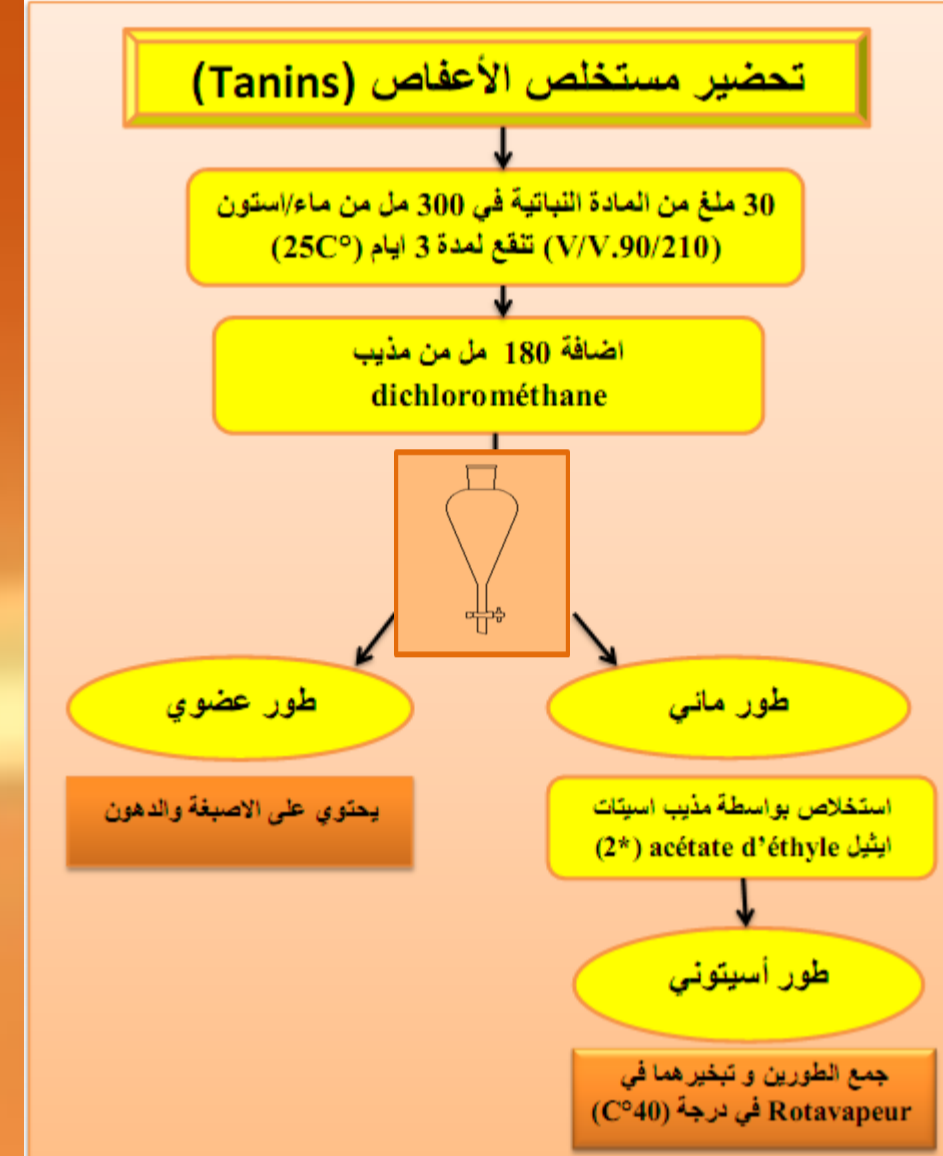 تحضير مستخلص الأعفاص (Tanins)
30 ملغ من المادة النباتية في 300 مل من ماء/استون
(V/V.90/210) تنقع لمدة 3 ايام (25C°)
اضافة 180 مل من مذيب
dichlorométhane
طور مائي
طور عضوي
استخلاص بواسطة مذيب اسيتات
ايثيل acétate d'éthyle (2*)
يحتوي على الاصبغة والدهون
طور أسيتوني
جمع الطورين و تبخيرهما في
Rotavapeur في درجة (C°40)